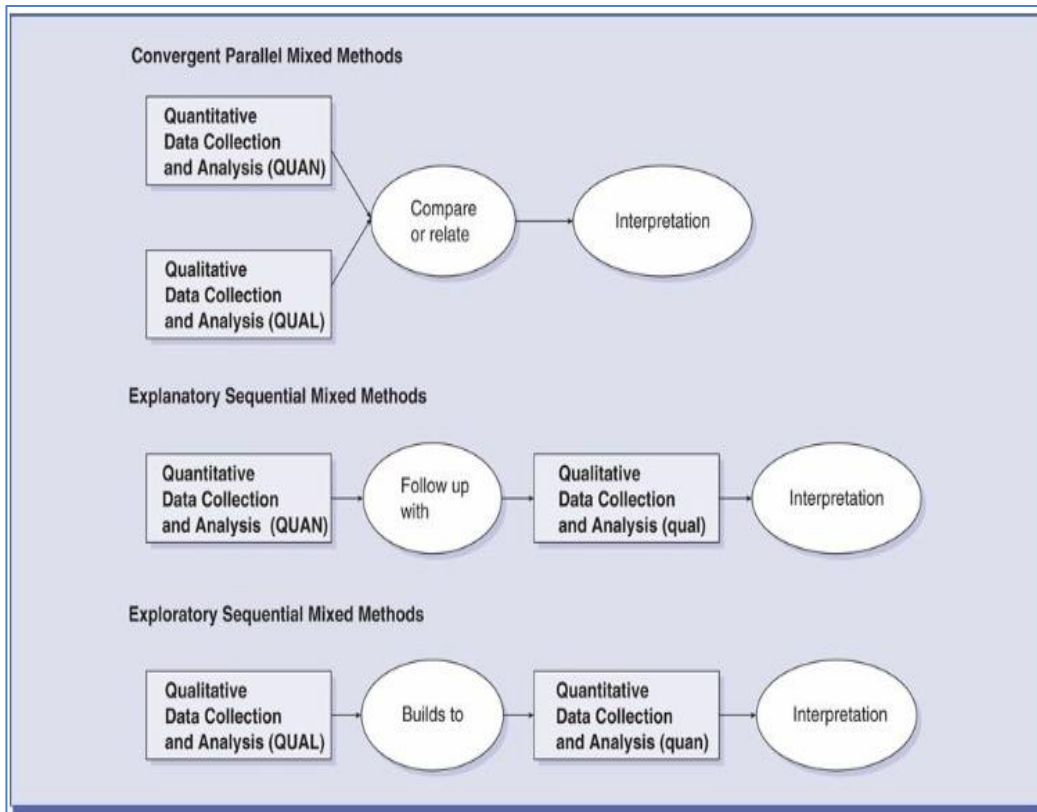 Convergent Parallel Mixed Methods
Quantitative
Data Collection
and Analysis (QUAN)
Compare
or relate
Interpretation
Qualitative
Data Collection
and Analysis (QUAL)
Explanatory Sequential Mixed Methods
Quantitative
Data Collection
and Analysis (QUAN)
Follow up
with
Qualitative
Data Collection
and Analysis (qual)
Interpretation
Exploratory Sequential Mixed Methods
Qualitative
Data Collection
and Analysis (QUAL)
Builds to
Quantitative
Data Collection
and Analysis (quan)
Interpretation